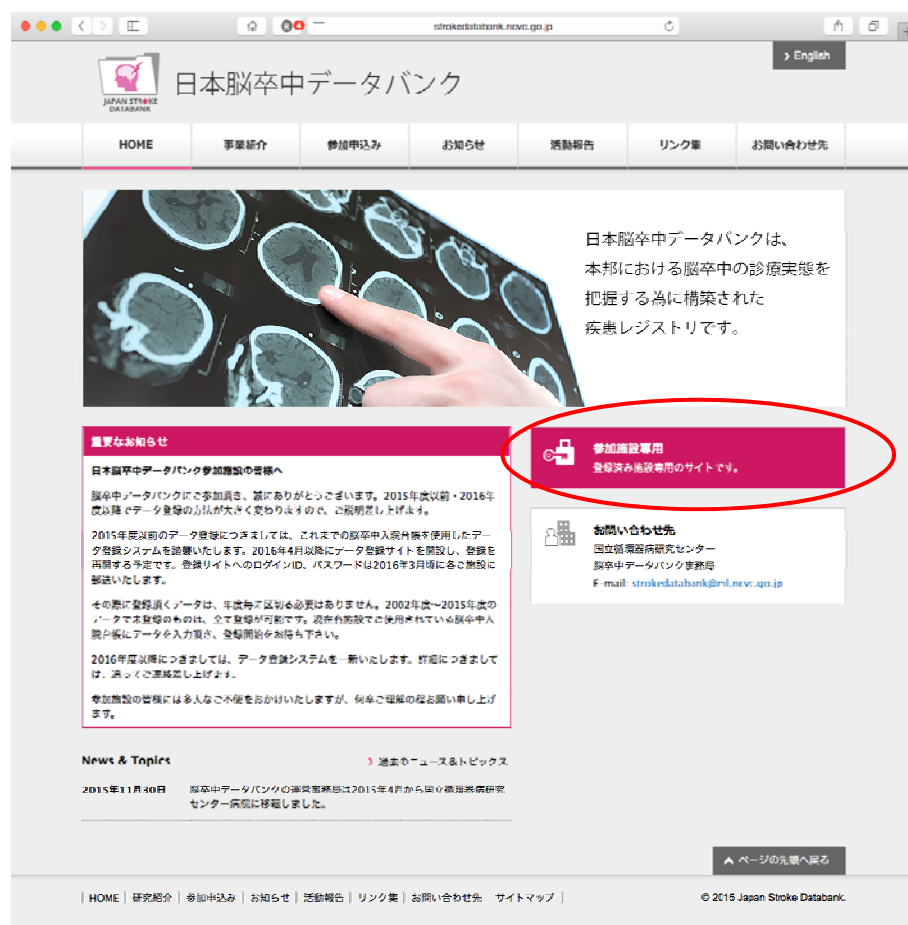 strokedatabank.ncvc.go.jp
> English
JAPAN STROKE
DATABANK
日本脳卒中データバンク
HOME 事業紹介 参加申込み お知らせ 活動報告 リンク集 お問い合わせ先
日本脳卒中データバンクは、
本邦における脳卒中の診療実態を
把握する為に構築された
疾患レジストリです。
重要なお知らせ
日本脳卒中データバンク参加施設の皆様へ
脳卒中データバンクにご参加頂き、誠にありがとうございます。2015年度以前・2016年
度以降でデータ登録の方法が大きく変わりますので、ご説明差し上げます。
2015年度以前のデータ登録につきましては、これまでの脳卒中入院台帳を使用したデー
タ登録システムを踏襲いたします。2016年4月以降にデータ登録サイトを開設し、登録を
再開する予定です。登録サイトへのログインID、パスワードは2016年3月頃に各ご施設に
郵送いたします。
その際に登録頂くデータは、年度毎に区切る必要はありません。2002年度〜2015年度の
データで未登録のものは、全て登録が可能です。現在各施設でご使用されている脳卒中入
院台帳にデータを入力頂き、登録開始をお待ち下さい。
2016年度以降につきましては、データ登録システムを一新いたします。詳細につきまして
は、追ってご連絡差し上げます。
参加施設の皆様には多大なご不便をおかけいたしますが、何卒ご理解の程お願い申し上げ
ます。
参加施設専用
登録済み施設専用のサイトです。
お問い合わせ先
国立循環器病研究センター
脳卒中データバンク事務局
E-mail: strokedatabank@ml.ncvc.go.jp
News & Topics
過去のニュース&トピックス
2015年11月30日 脳卒中データバンクの運営事務局は2015年4月から国立循環器病研究
センター病院に移転しました。
ページの先頭へ戻る
| HOME | 研究紹介 | 参加申込み | お知らせ | 活動報告 | リンク集 | お問い合わせ先 サイトマップ |
© 2015 Japan Stroke Databank.